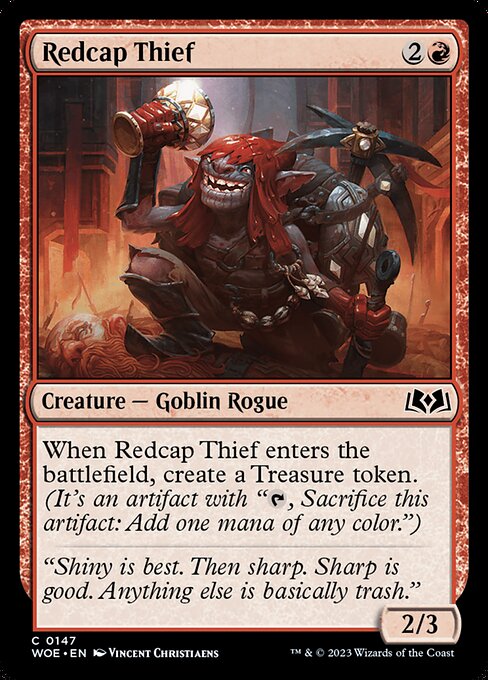 Redcap Thief 2
Creature — Goblin Rogue
When Redcap Thief enters the
battlefield, create a Treasure token.
(It's an artifact with “, Sacrifice this
artifact: Add one mana of any color.”)
“Shiny is best. Then sharp. Sharp is
good. Anything else is basically trash.”
2/3
C 0147
WOE • EN Vincent Christiaens ™ & © 2023 Wizards of the Coast